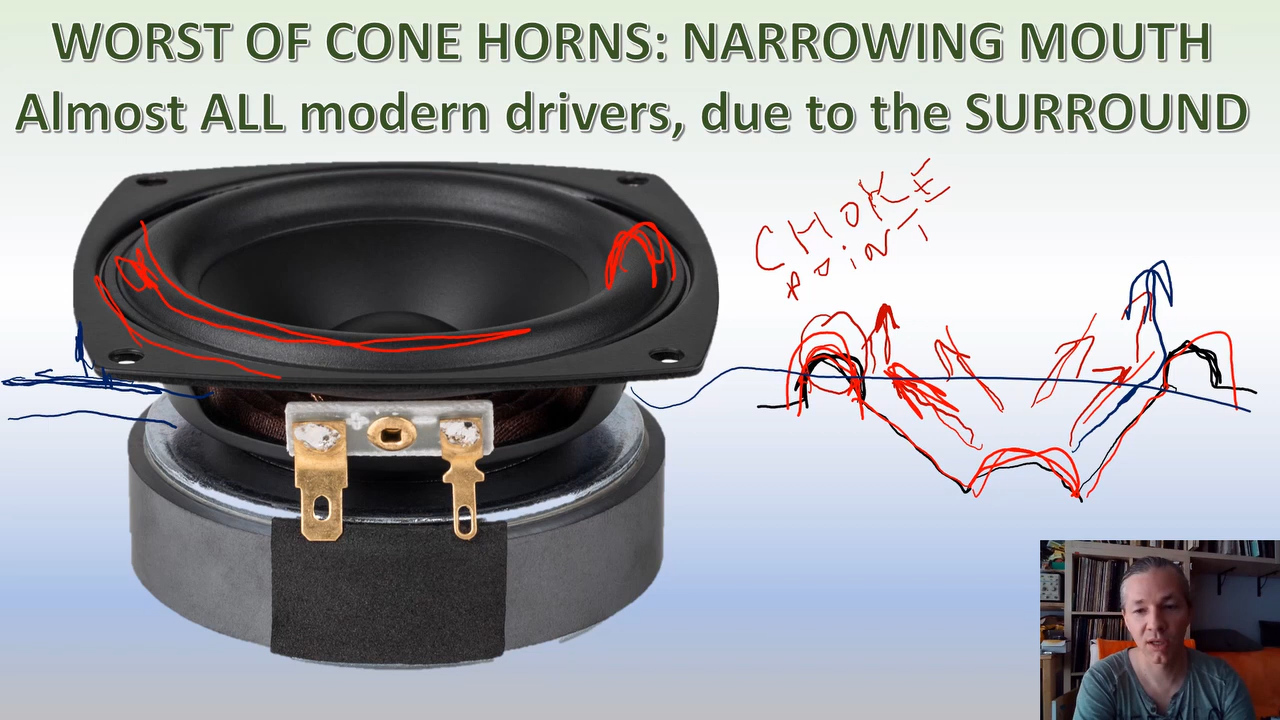 WORST OF CONE HORNS: NARROWING MOUTH
Almost ALL modern drivers, due to the SURROUND
CHOKE
POINT